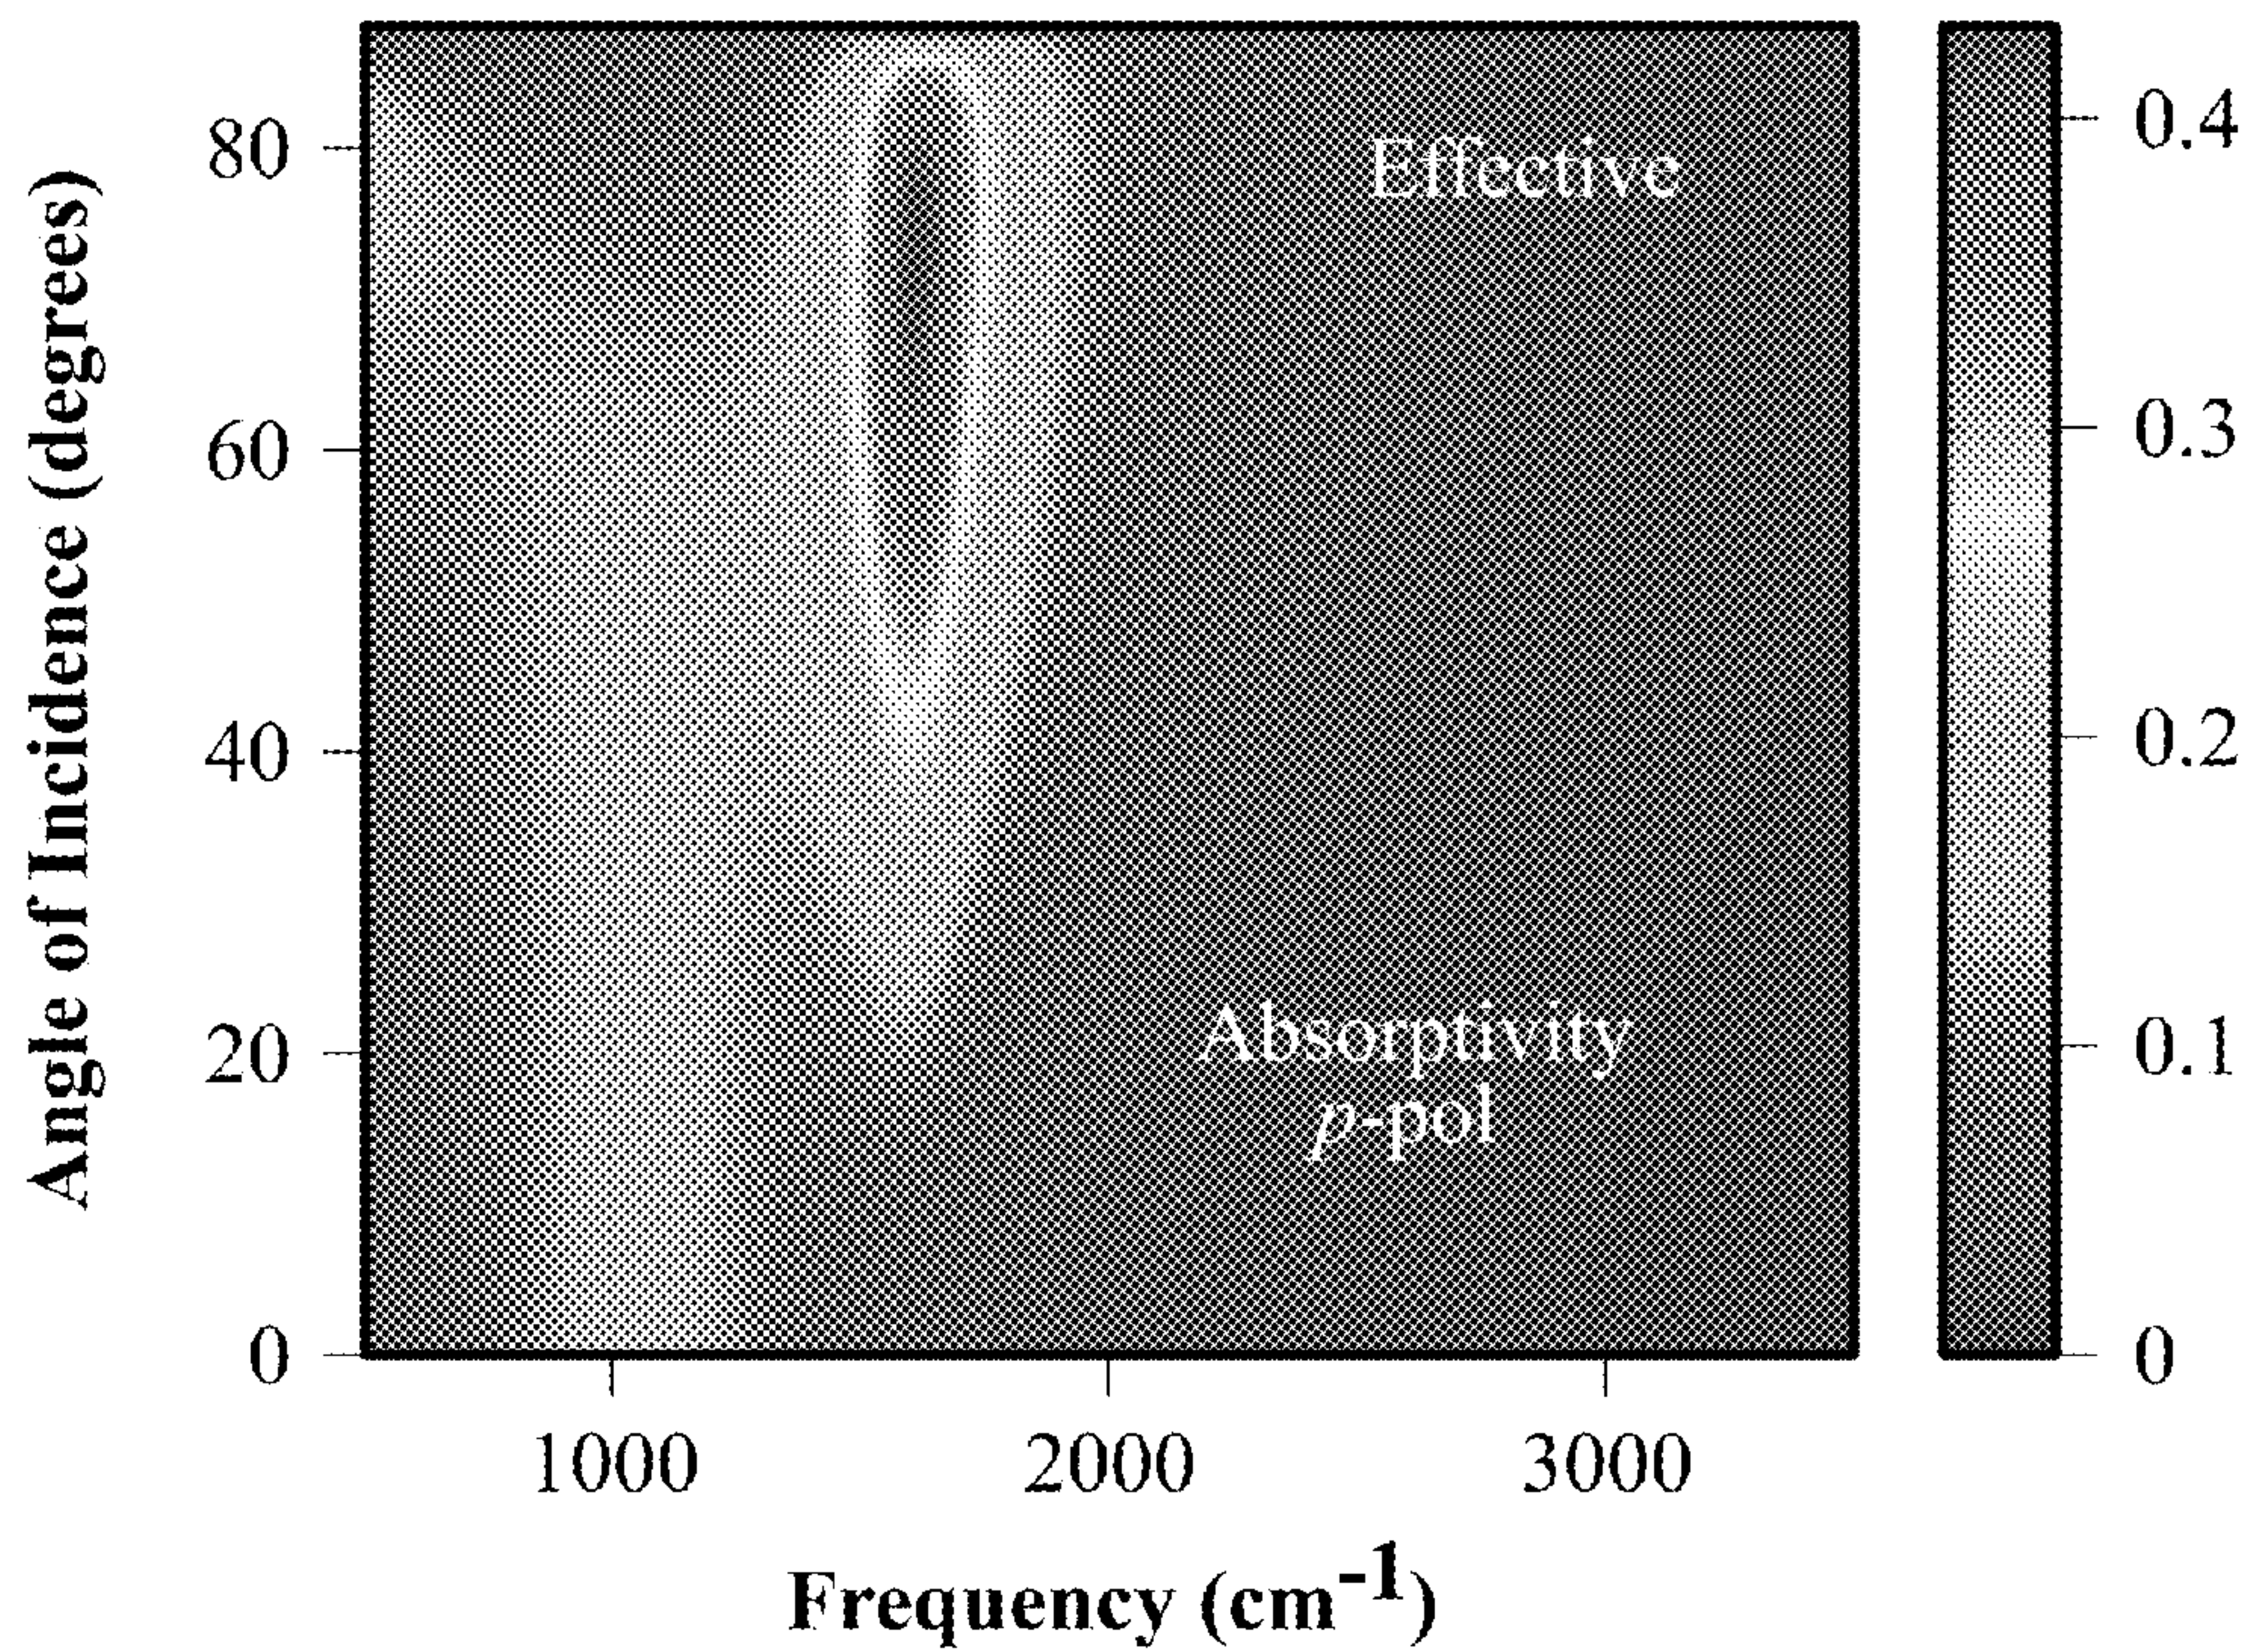 Effective
Absorptivity
p-pol
Angle of Incidence (degrees)
80
60
40
20
0
1000 2000 3000
Frequency (cm-1)
0.4
0.3
0.2
0.1
0